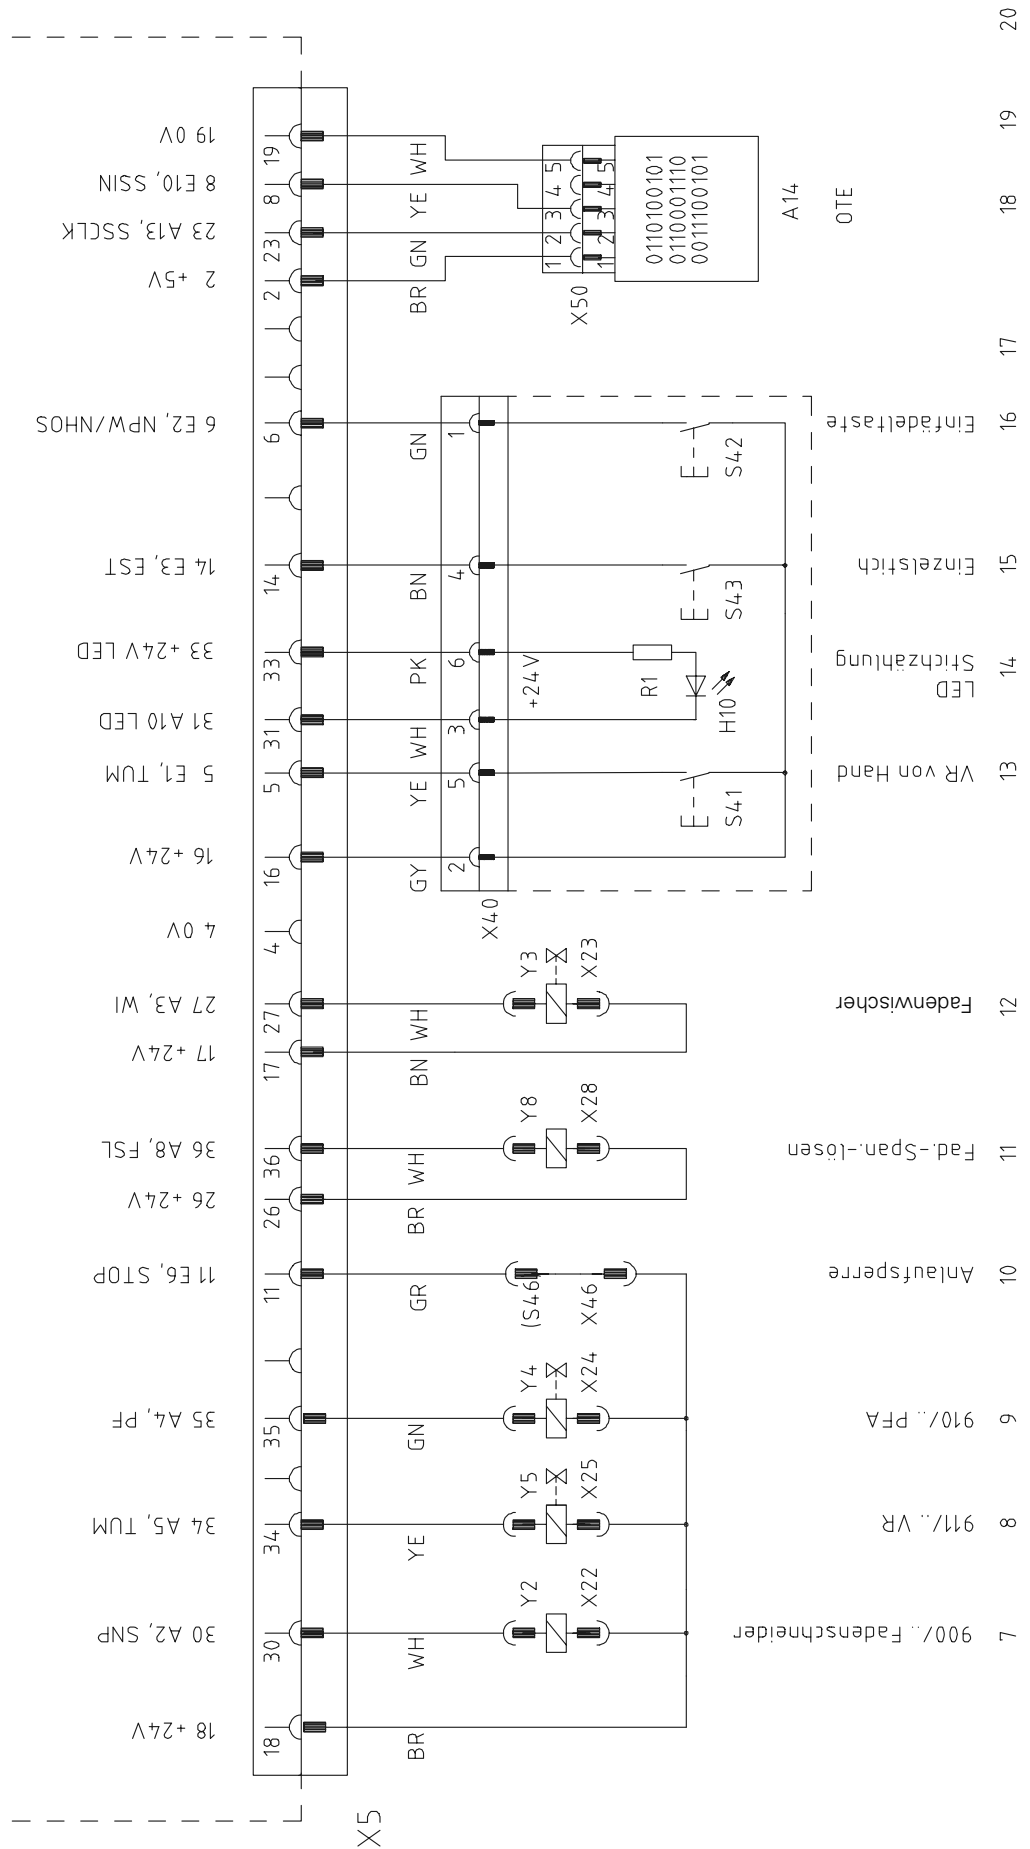 X5
18 +24V
30 A2, SNP
34 A5, TUM
35 A4, PF
11 E6, STOP
26 +24V
36 A8, FSL
17 +24V
27 A3, WI
4 0V
16 +24V
5 E1, TUM
31 A10 LED
33 +24V LED
14 E3, EST
6 E2, NPW/NHOS
2 +5V
23 A13, SSCLK
8 E10, SSIN
19 0V
18
30
34
35
11
26
36
17
27
4
16
5
31
33
14
6
2
23
8
19
BR
WH
YE
GN
GR
BR
WH
BN
WH
GY
YE
WH
PK
BN
GN
BR
GN
YE
WH
X40
2
5
3
6
4
1
+24V
Y2
X22
Y5
X25
Y4
X24
(S46)
X46
Y8
X28
Y3
X23
S41
H10
R1
S43
S42
X50
1 2 3 4 5
1 2 3 4 5
0110100101
0110001110
0011100101
A14
OTE
900/.. Fadenschneider
911/.. VR
910/.. PFA
Anlaufsperre
Fad.-Span.-lösen
Fadenwischer
VR von Hand
LED
Stichzählung
Einzelstich
Einfädeltaste
7
8
9
10
11
12
13
14
15
16
17
18
19
20